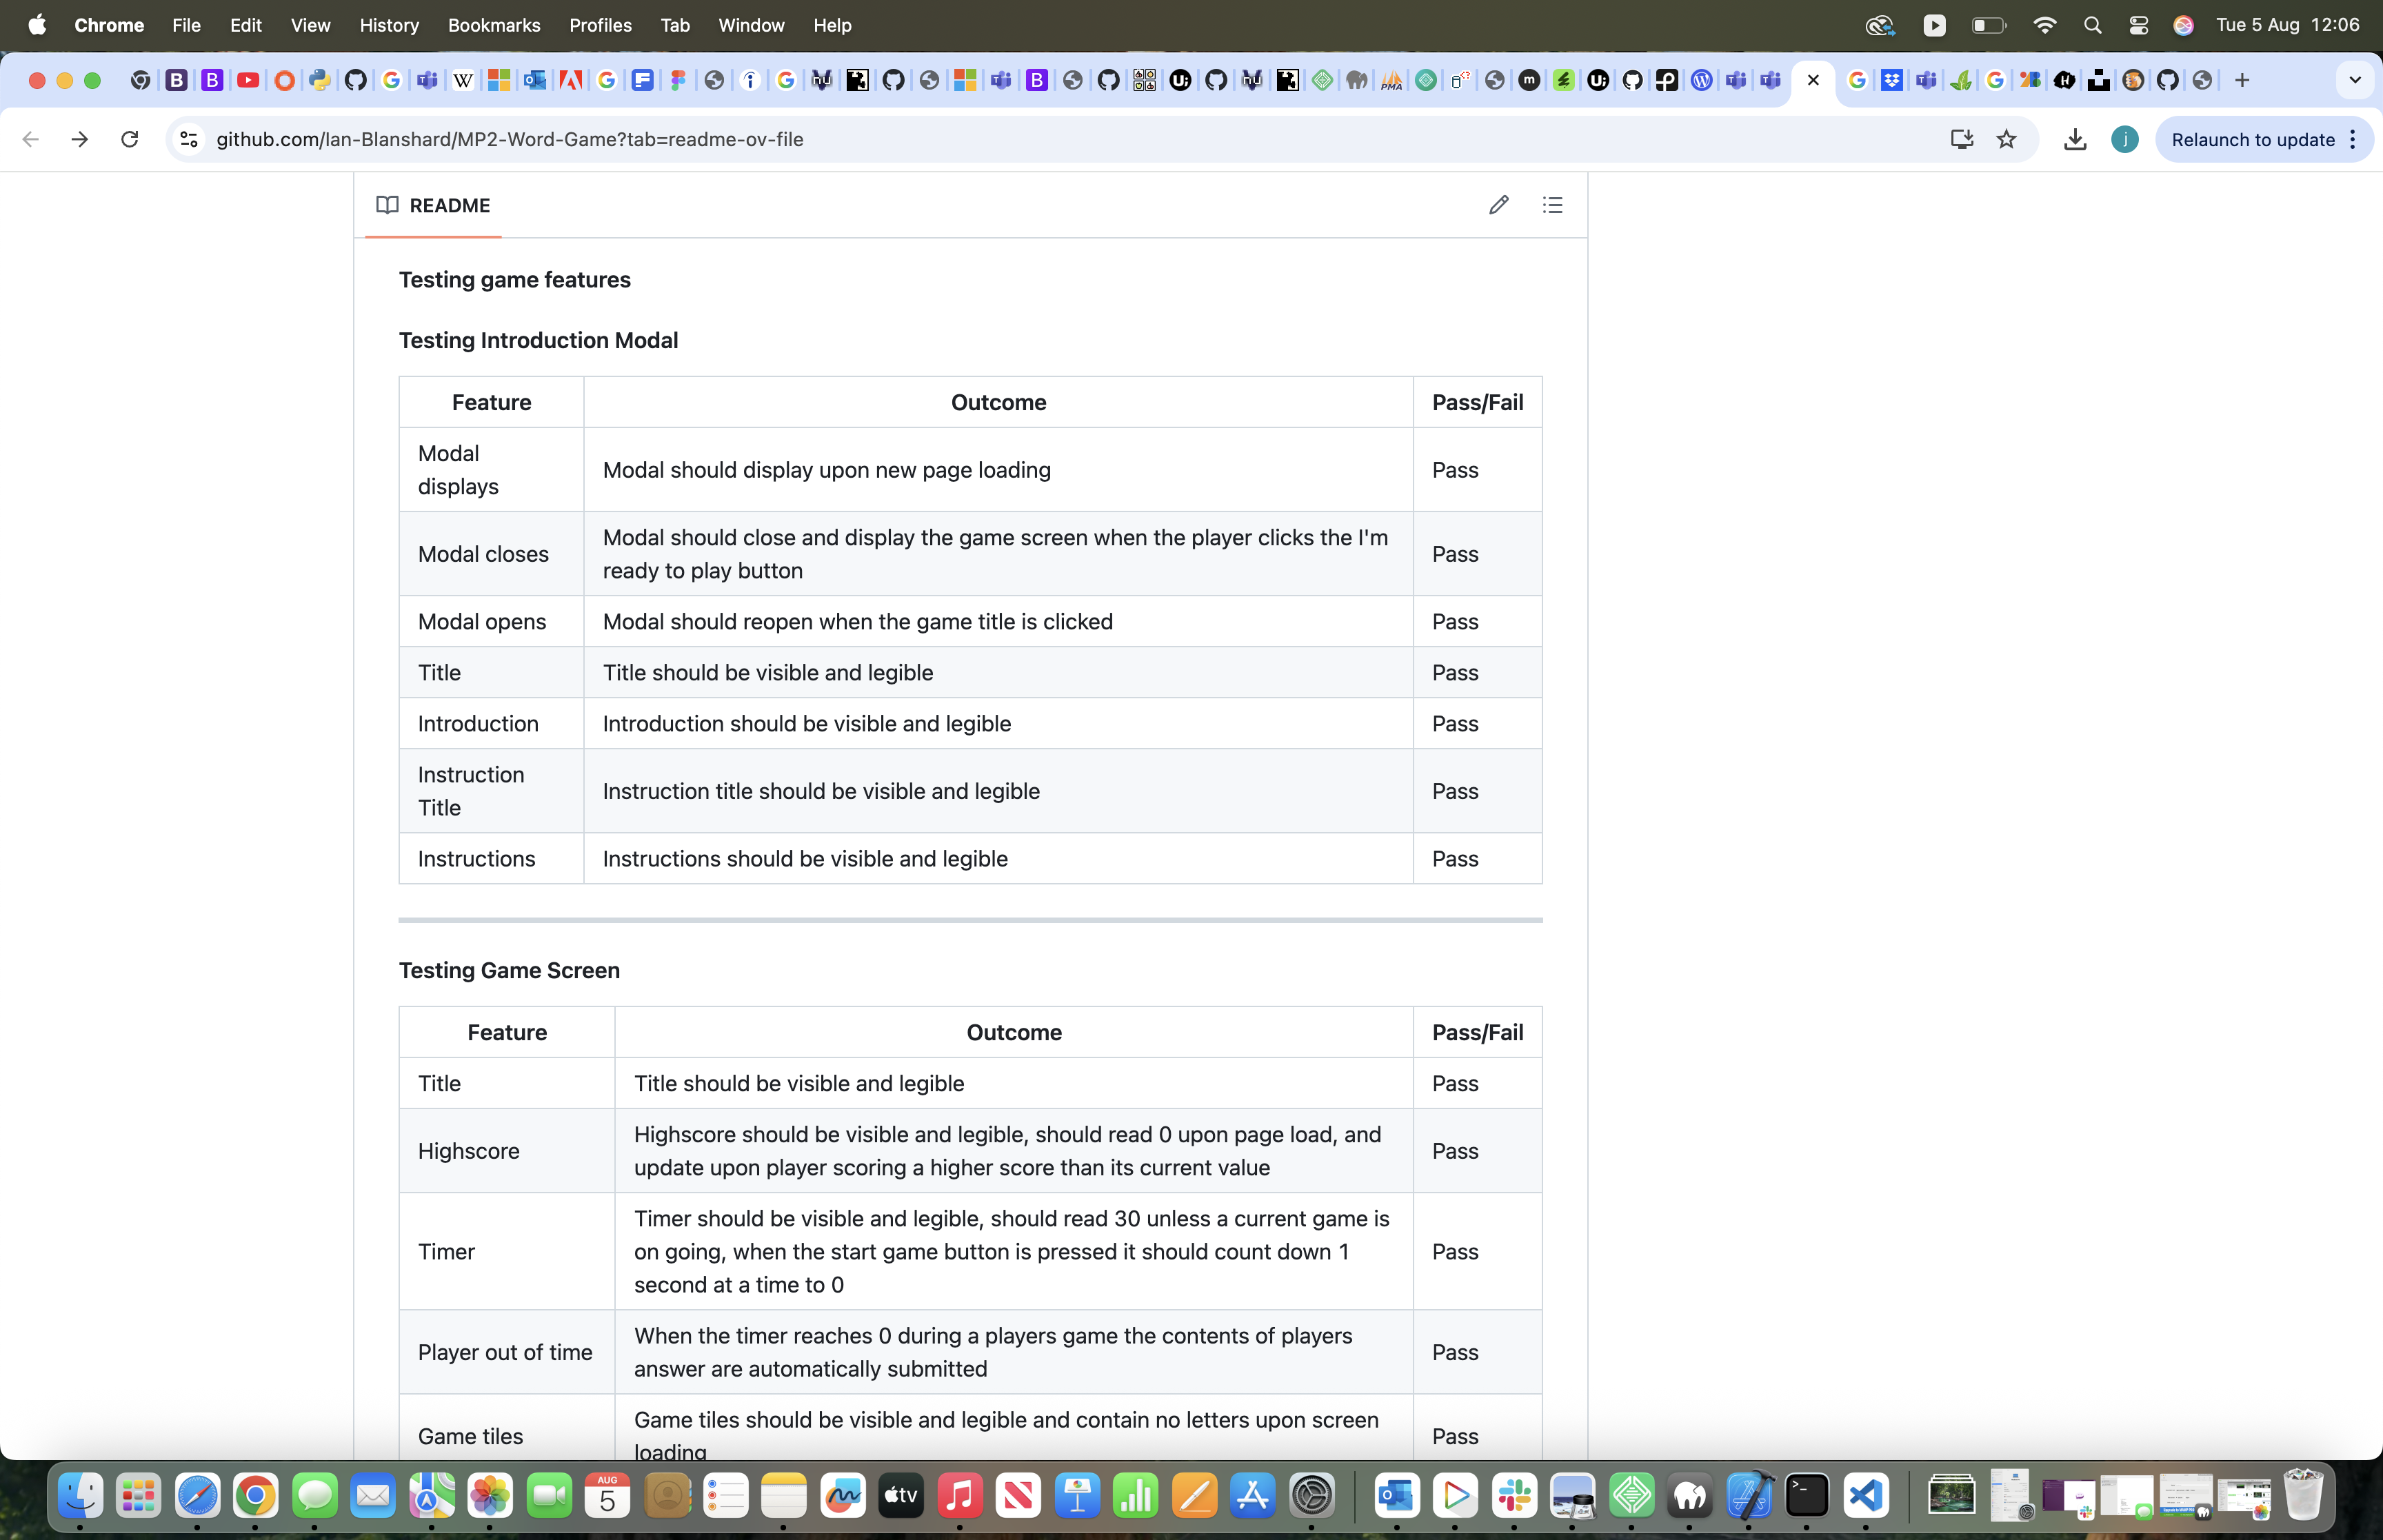 Chrome File Edit View History Bookmarks Profiles Tab Window Help Tue 5 Aug 12:06
github.com/Ian-Blanshard/MP2-Word-Game?tab=readme-ov-file
j
Relaunch to update
README
Testing game features
Testing Introduction Modal
Feature Outcome Pass/Fail
Modal
displays
Modal should display upon new page loading
Pass
Modal closes
Modal should close and display the game screen when the player clicks the I'm
ready to play button
Pass
Modal opens Modal should reopen when the game title is clicked Pass
Title Title should be visible and legible Pass
Introduction Introduction should be visible and legible Pass
Instruction
Title
Instruction title should be visible and legible
Pass
Instructions Instructions should be visible and legible Pass
Testing Game Screen
Feature Outcome Pass/Fail
Title Title should be visible and legible Pass
Highscore
Highscore should be visible and legible, should read 0 upon page load, and
update upon player scoring a higher score than its current value
Pass
Timer
Timer should be visible and legible, should read 30 unless a current game is
on going, when the start game button is pressed it should count down 1
second at a time to 0
Pass
Player out of time
When the timer reaches 0 during a players game the contents of players
answer are automatically submitted
Pass
Game tiles
Game tiles should be visible and legible and contain no letters upon screen
loading
Pass
AUG
5
tv